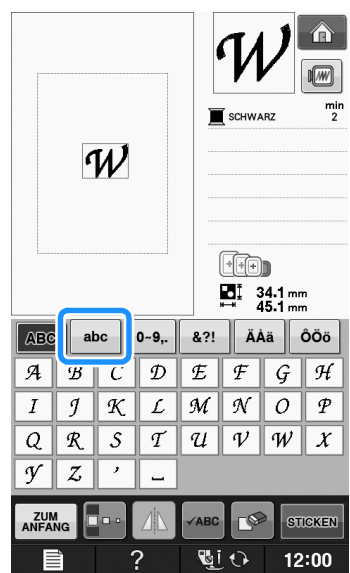 W
W
SCHWARZ
min
2
34.1 mm
45.1 mm
ABC abc 0~9,. &?! ÄÅä ÔÖö
A B C D E F G H
I J K L M N O P
Q R S T U V W X
Y Z ’ _
ZUM
ANFANG
✓ABC
STICKEN
? 12:00